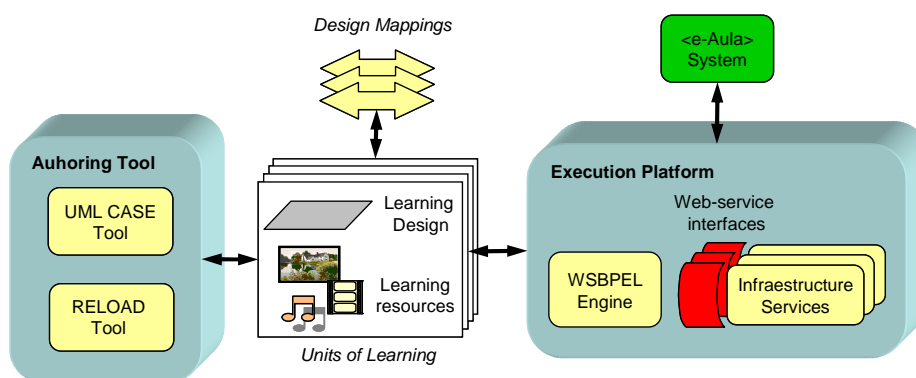 Design Mappings
<e-Aula>
System
Auhoring Tool
UML CASE
Tool
RELOAD
Tool
Learning
Design
Learning
resources
Units of Learning
Execution Platform
Web-service
interfaces
WSBPEL
Engine
Infraestructure
Services